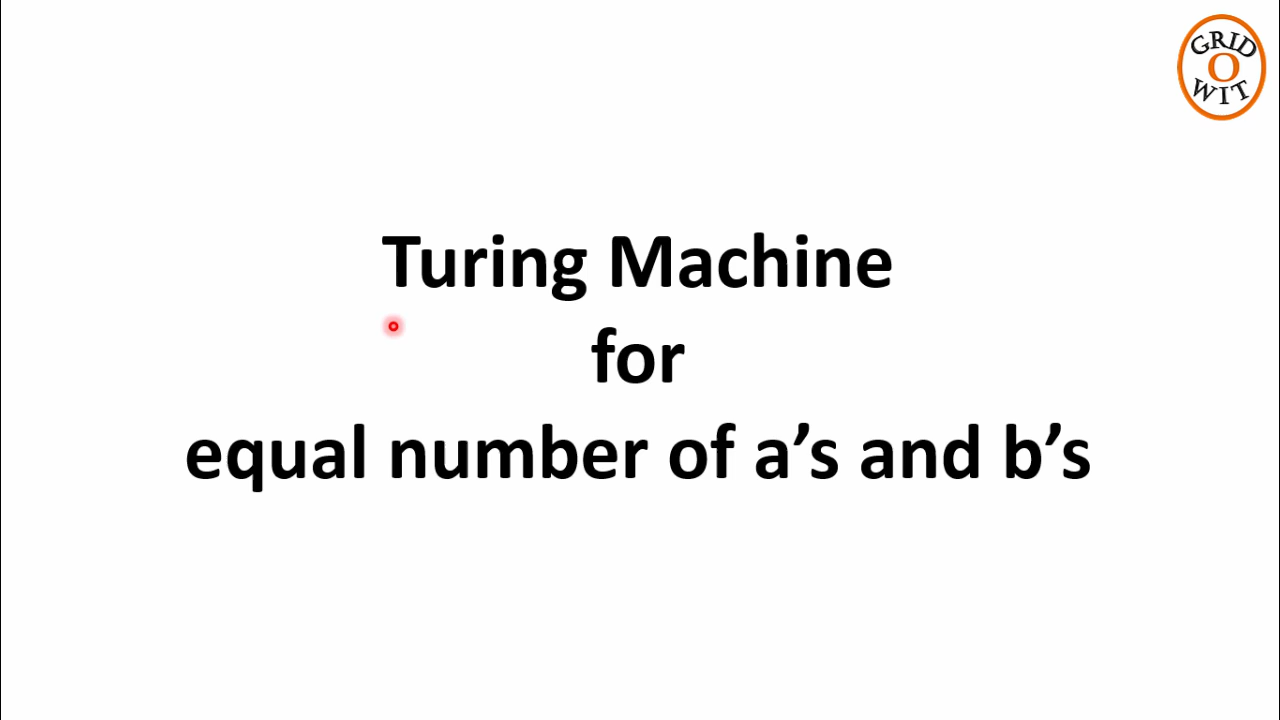 GRID
O
WIT
Turing Machine
for
equal number of a’s and b’s